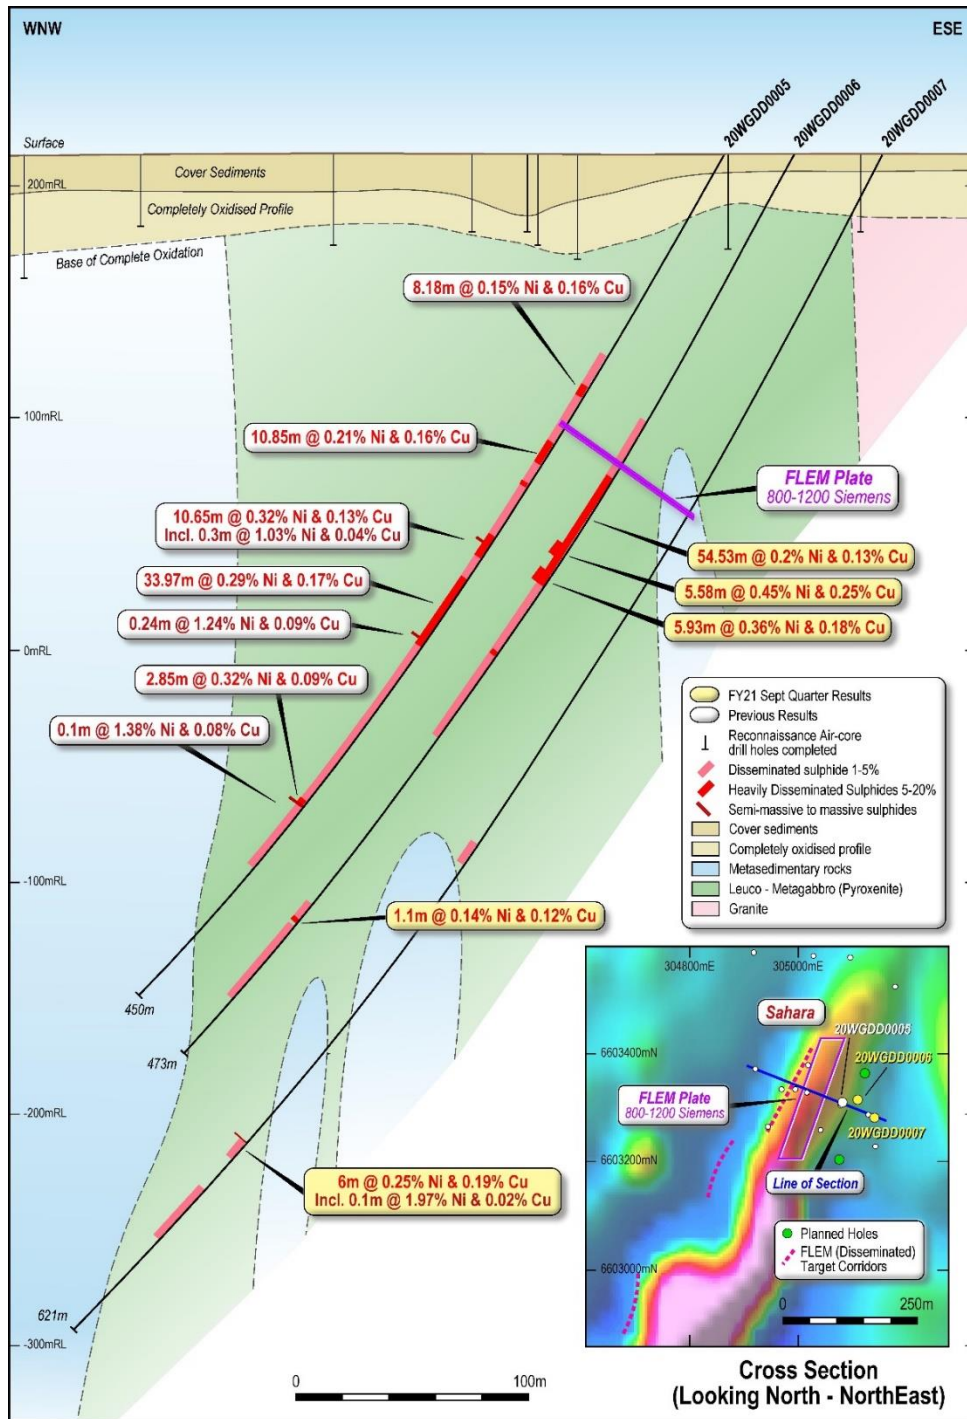 WNW
ESE
20WGDD0005
20WGDD0006
20WGDD0007
Surface
200mRL
Cover Sediments
Completely Oxidised Profile
Base of Complete Oxidation
8.18m @ 0.15% Ni & 0.16% Cu
100mRL
10.85m @ 0.21% Ni & 0.16% Cu
FLEM Plate
800-1200 Siemens
10.65m @ 0.32% Ni & 0.13% Cu
Incl. 0.3m @ 1.03% Ni & 0.04% Cu
54.53m @ 0.2% Ni & 0.13% Cu
33.97m @ 0.29% Ni & 0.17% Cu
5.58m @ 0.45% Ni & 0.25% Cu
0.24m @ 1.24% Ni & 0.09% Cu
5.93m @ 0.36% Ni & 0.18% Cu
0mRL
2.85m @ 0.32% Ni & 0.09% Cu
0.1m @ 1.38% Ni & 0.08% Cu
FY21 Sept Quarter Results
Previous Results
Reconnaissance Air-core
drill holes completed
Disseminated sulphide 1-5%
Heavily Disseminated Sulphides 5-20%
Semi-massive to massive sulphides
Cover sediments
Completely oxidised profile
Metasedimentary rocks
Leuco - Metagabbro (Pyroxenite)
Granite
-100mRL
1.1m @ 0.14% Ni & 0.12% Cu
450m
473m
-200mRL
6m @ 0.25% Ni & 0.19% Cu
Incl. 0.1m @ 1.97% Ni & 0.02% Cu
621m
-300mRL
0
100m
304800mE
305000mE
Sahara
20WGDD0005
6603400mN
20WGDD0006
FLEM Plate
800-1200 Siemens
20WGDD0007
6603200mN
Line of Section
Planned Holes
FLEM (Disseminated)
Target Corridors
6603000mN
0
250m
Cross Section
(Looking North - NorthEast)